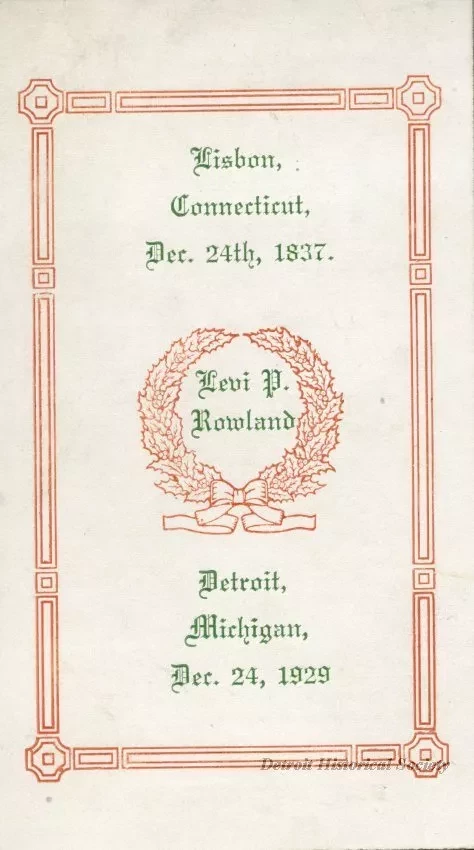 Lisbon,
Connecticut,
Dec. 24th, 1837.
Levi P.
Rowland
Detroit,
Michigan,
Dec. 24, 1929
Detroit Historical Society